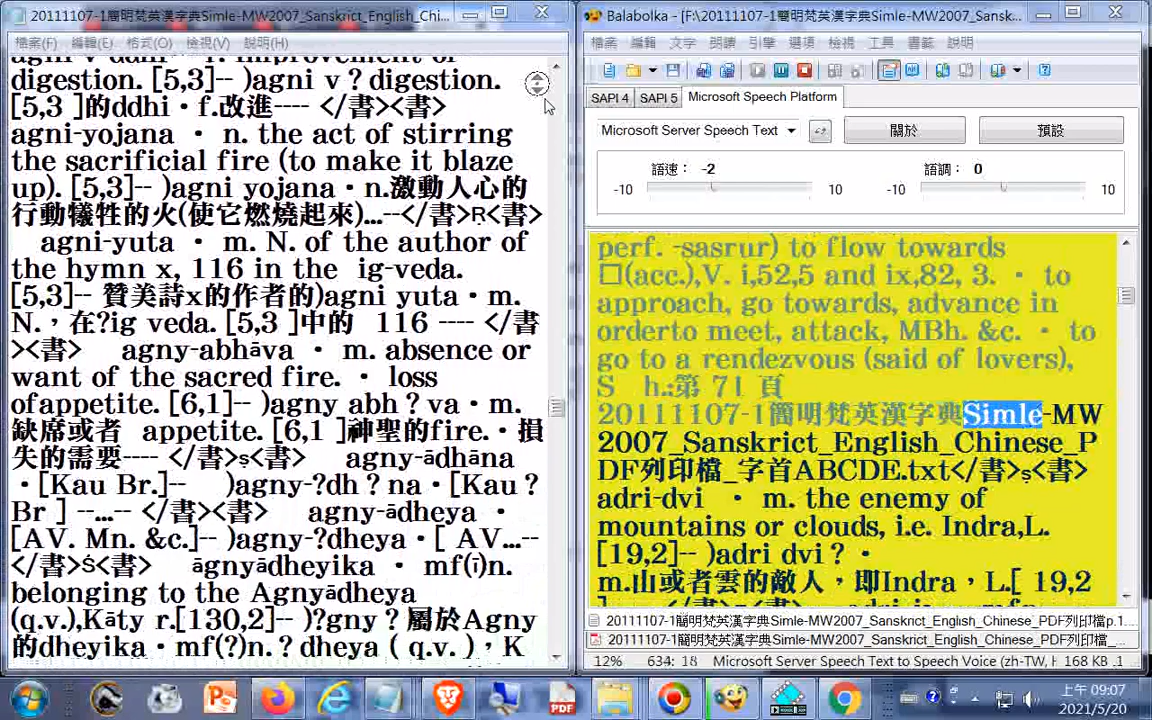 20111107-1簡明梵英漢字典Simle-MW2007_Sanskrict_English_Chi...
檔案(F) 編輯(E) 格式(O) 檢視(V) 說明(H)
agni v ddhi · f. improvement of
digestion. [5,3]-- )agni v ? digestion.
[5,3 ]的ddhi · f.改進---- </書><書>
agni-yojana · n. the act of stirring
the sacrificial fire (to make it blaze
up). [5,3]-- )agni yojana · n.激動人心的
行動犧牲的火(使它燃燒起來)...--</書>R<書>
agni-yuta · m. N. of the author of
the hymn x, 116 in the ig-veda.
[5,3]-- 贊美詩x的作者的)agni yuta · m.
N.，在?ig veda. [5,3 ]中的 116 ---- </書
><書> agny-abhāva · m. absence or
want of the sacred fire. · loss
ofappetite. [6,1] -- )agny abh ? va · m.
缺席或者 appetite. [6,1 ]神聖的fire. · 損
失的需要---- </書>ș<書> agny-ādhāna
· [Kau Br.]-- )agny-?dh ? na · [Kau ?
Br ] --...-- </書><書> agny-ādheya ·
[AV. Mn. &c.]-- )agny-?dheya · [ AV...--
</書>Ś<書> āgnyādheyika · mf(ī)n.
belonging to the Agnyādheya
(q.v.),Kāty r.[130,2]-- )?gny ? 屬於Agny
的dheyika · mf(?)n. ? dheya ( q.v. )，K
Balabolka - [F:\20111107-1簡明梵英漢字典Simle-MW2007_Sansk...
檔案 編輯 文字 朗讀 引擎 選項 檢視 工具 書籤 說明
SAPI 4 SAPI 5 Microsoft Speech Platform
Microsoft Server Speech Text 關於 預設
語速： -2 語調： 0
-10 10 -10 10
perf. -sasrur) to flow towards
□(acc.),V. i,52,5 and ix,82, 3. · to
approach, go towards, advance in
orderto meet, attack, MBh. &c. · to
go to a rendezvous (said of lovers),
S h.:第 71 頁
20111107-1簡明梵英漢字典Simle-MW
2007_Sanskrict_English_Chinese_P
DF列印檔_字首ABCDE.txt</書>ș<書>
adri-dvi · m. the enemy of
mountains or clouds, i.e. Indra,L.
[19,2]-- )adri dvi ? ·
m.山或者雲的敵人，即Indra，L.[ 19,2
20111107-1簡明梵英漢字典Simle-MW2007_Sanskrict_English_Chinese_PDF列印檔p.1...
20111107-1簡明梵英漢字典Simle-MW2007_Sanskrict_English_Chinese_PDF列印檔_...
12% 634: 18 Microsoft Server Speech Text to Speech Voice (zh-TW, H 168 KB .1
上午 09:07
2021/5/20